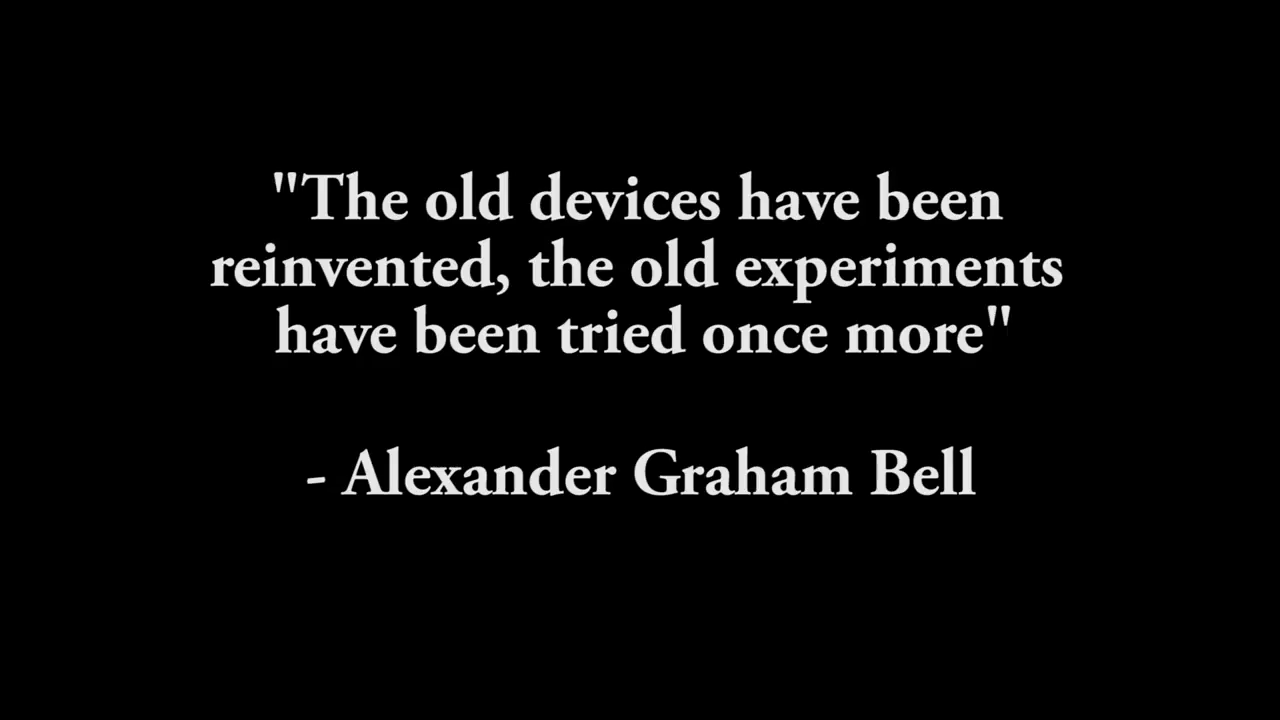 "The old devices have been
reinvented, the old experiments
have been tried once more"
- Alexander Graham Bell